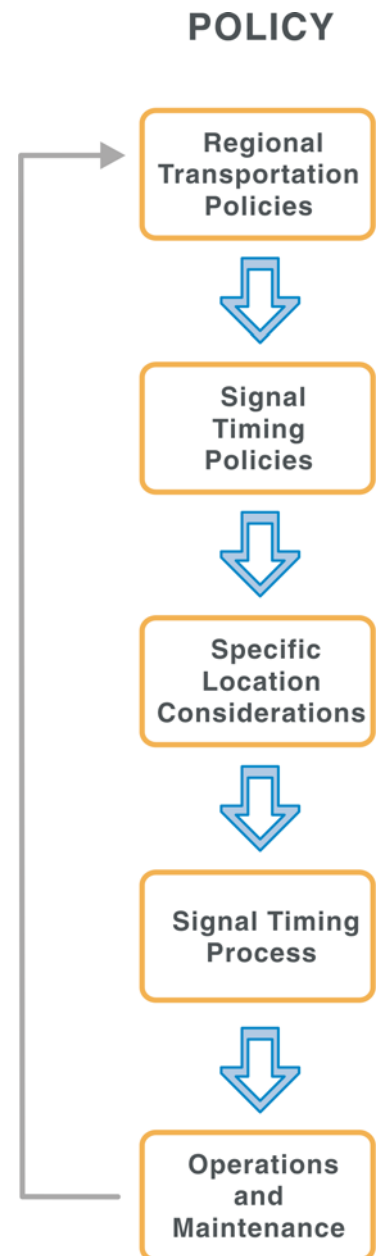 POLICY
Regional
Transportation
Policies
Signal
Timing
Policies
Specific
Location
Considerations
Signal Timing
Process
Operations
and
Maintenance